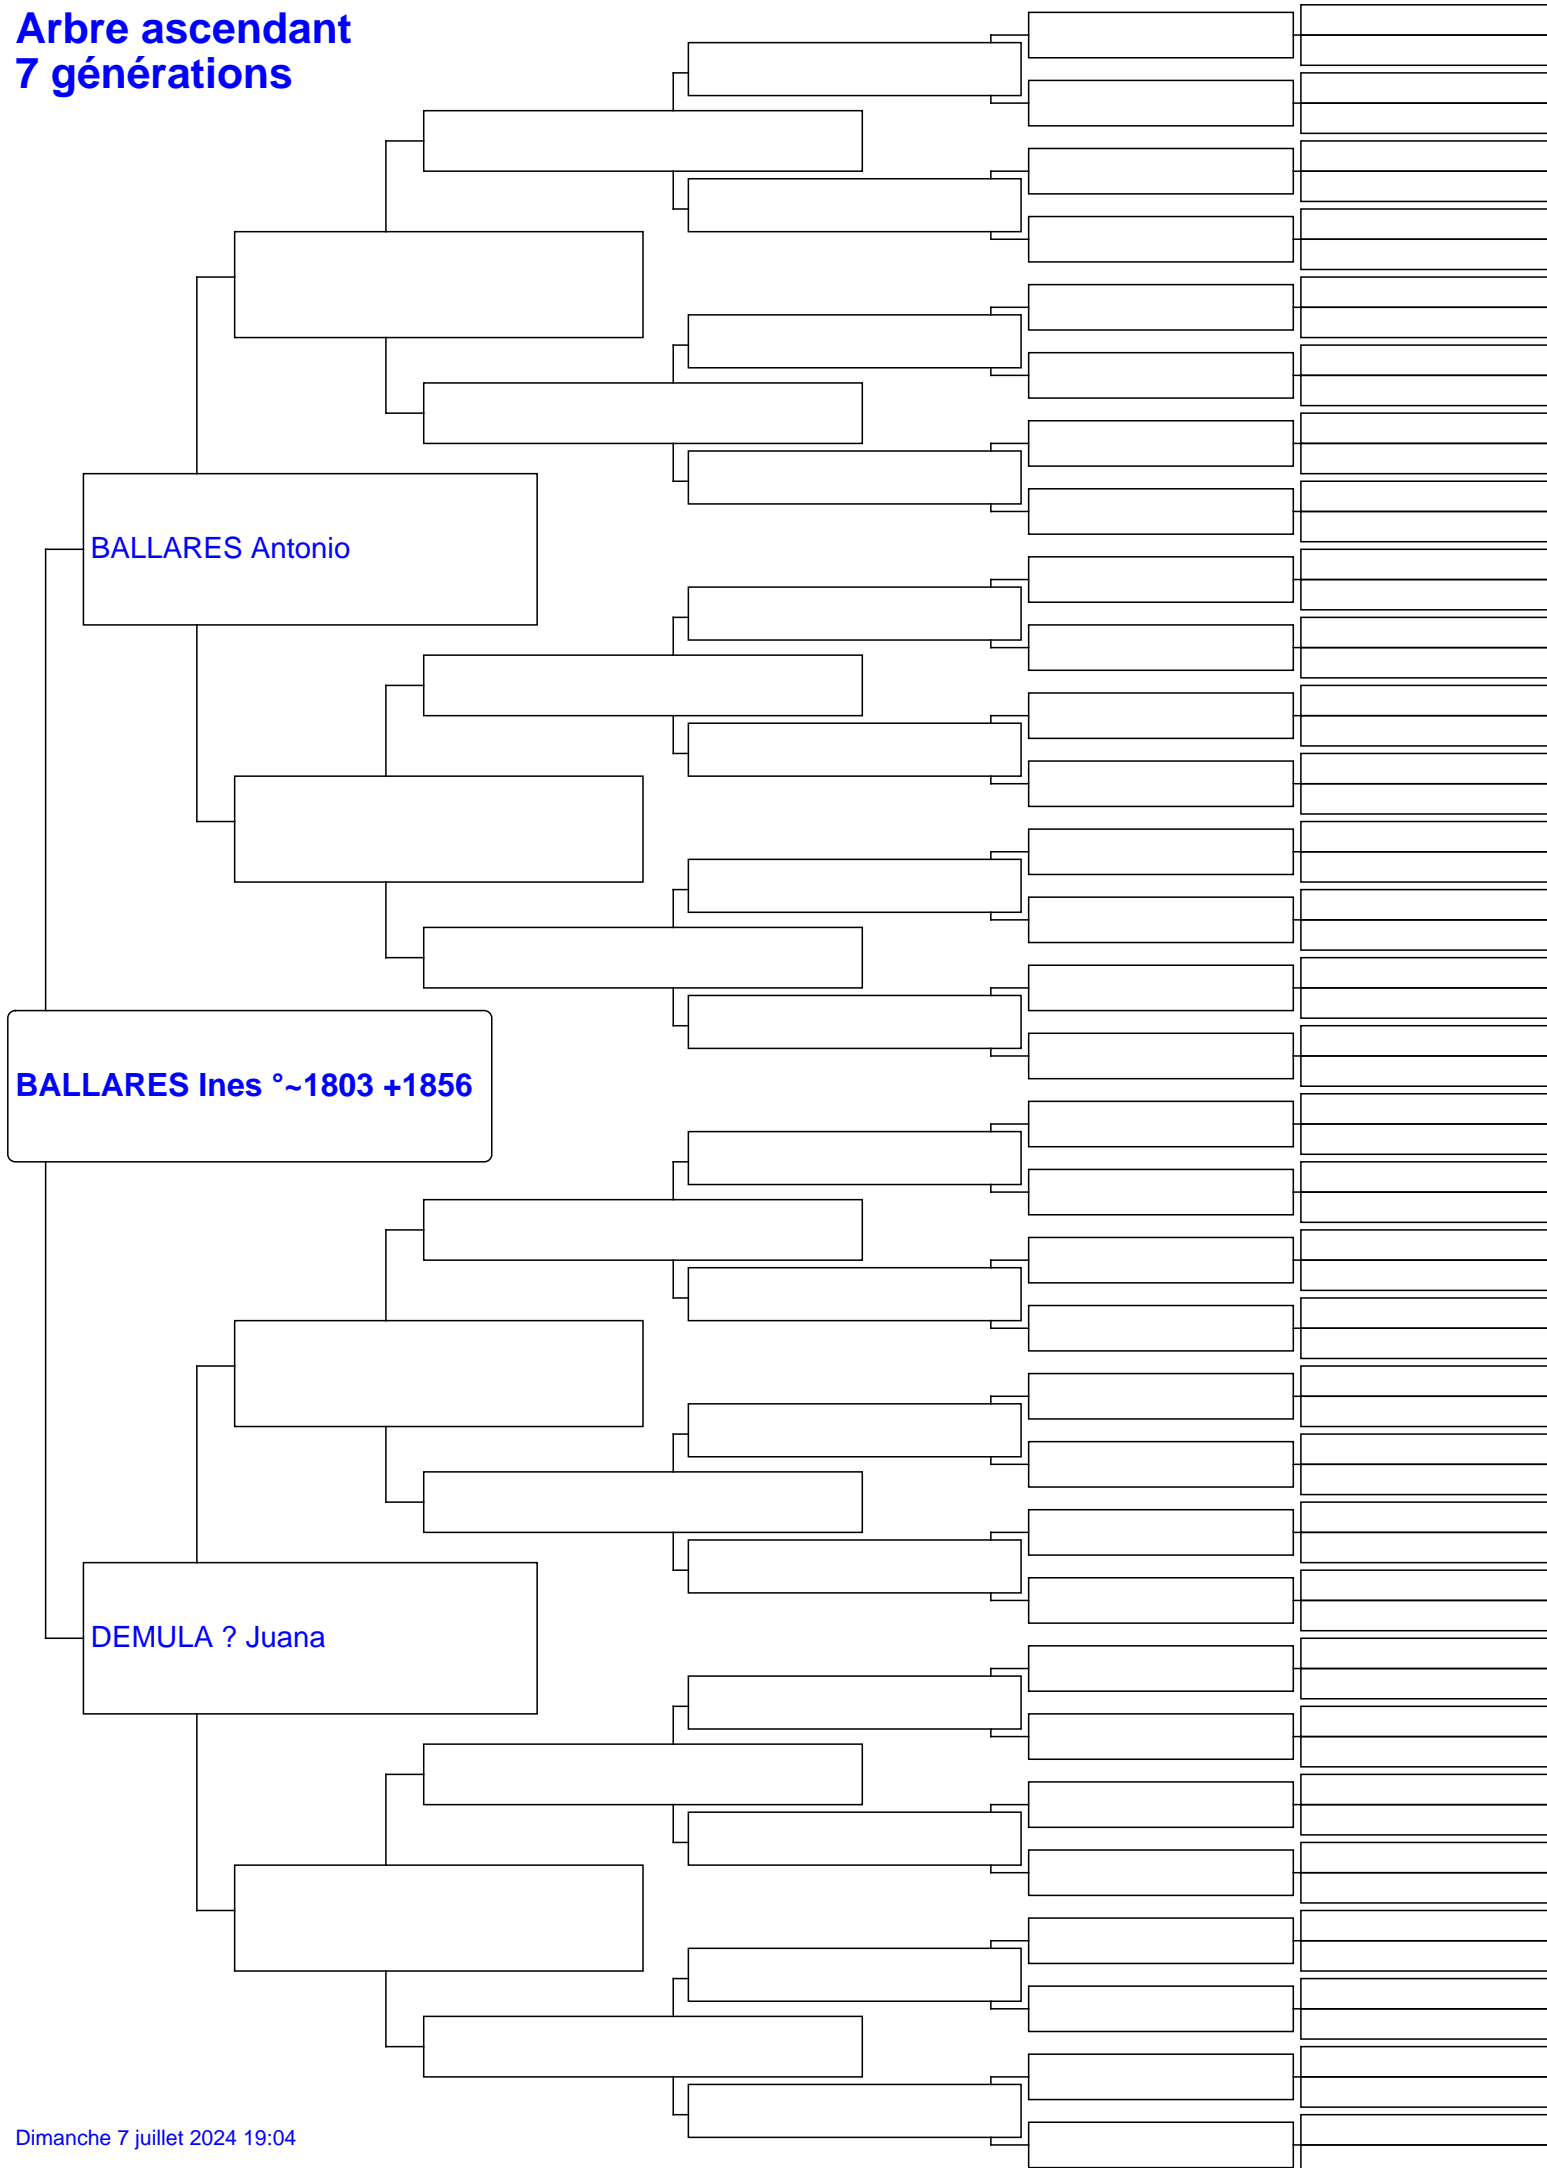 Arbre ascendant
7 générations
BALLARES Antonio
BALLARES Ines °~1803 +1856
DEMULA ? Juana
Dimanche 7 juillet 2024 19:04